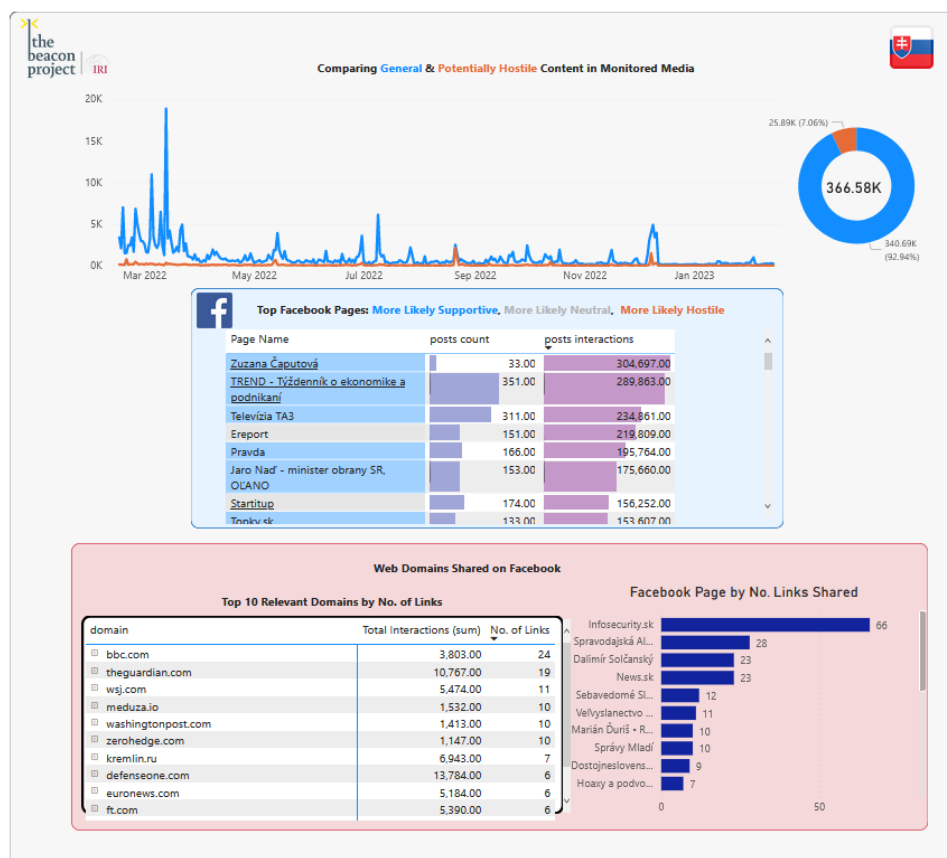 the
beacon
project
IRI
Comparing General & Potentially Hostile Content in Monitored Media
20K
15K
10K
5K
0K
Mar 2022 May 2022 Jul 2022 Sep 2022 Nov 2022 Jan 2023
25.89K (7.06%)
366.58K
340.69K
(92.94%)
Top Facebook Pages: More Likely Supportive, More Likely Neutral, More Likely Hostile
Page Name posts count posts interactions
Zuzana Čaputová 33.00 304,697.00
TREND - Týždenník o ekonomike a 351.00 289,863.00
podnikaní
Televízia TA3 311.00 234,861.00
Ereport 151.00 219,809.00
Pravda 166.00 195,764.00
Jaro Naď - minister obrany SR, 153.00 175,660.00
OĽANO
Startitup 174.00 156,252.00
Topky.sk 133.00 153,607.00
Web Domains Shared on Facebook
Top 10 Relevant Domains by No. of Links
domain Total Interactions (sum) No. of Links
bbc.com 3,803.00 24
theguardian.com 10,767.00 19
wsj.com 5,474.00 11
meduza.io 1,532.00 10
washingtonpost.com 1,413.00 10
zerohedge.com 1,147.00 10
kremlin.ru 6,943.00 7
defenseone.com 13,784.00 6
euronews.com 5,184.00 6
ft.com 5,390.00 6
Facebook Page by No. Links Shared
Infosecurity.sk 66
Spravodajská Al... 28
Dalimír Solčanský 23
News.sk 23
Sebavedomé Sl... 12
Veľvyslanectvo ... 11
Marián Ďuriš • R... 10
Správy Mladí 10
Dostojneslovens... 9
Hoaxy a podvo... 7
0 50